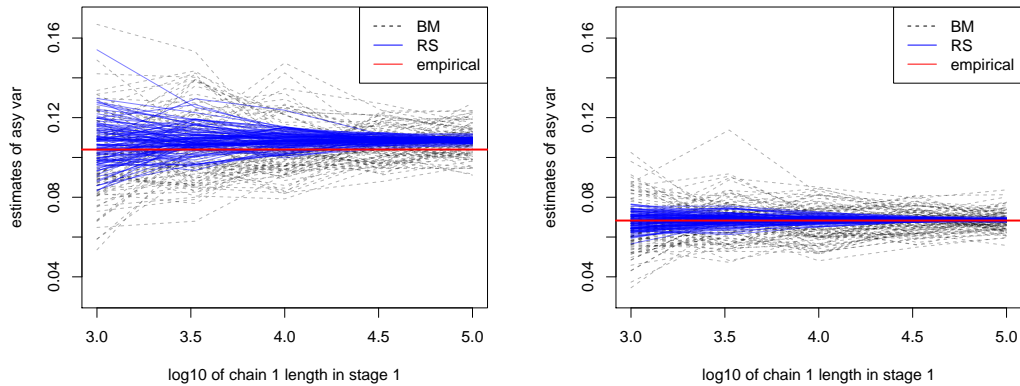 estimates of asy var
0.04 0.08 0.12 0.16
BM
RS
empirical
3.0 3.5 4.0 4.5 5.0
log10 of chain 1 length in stage 1
estimates of asy var
0.04 0.08 0.12 0.16
BM
RS
empirical
3.0 3.5 4.0 4.5 5.0
log10 of chain 1 length in stage 1